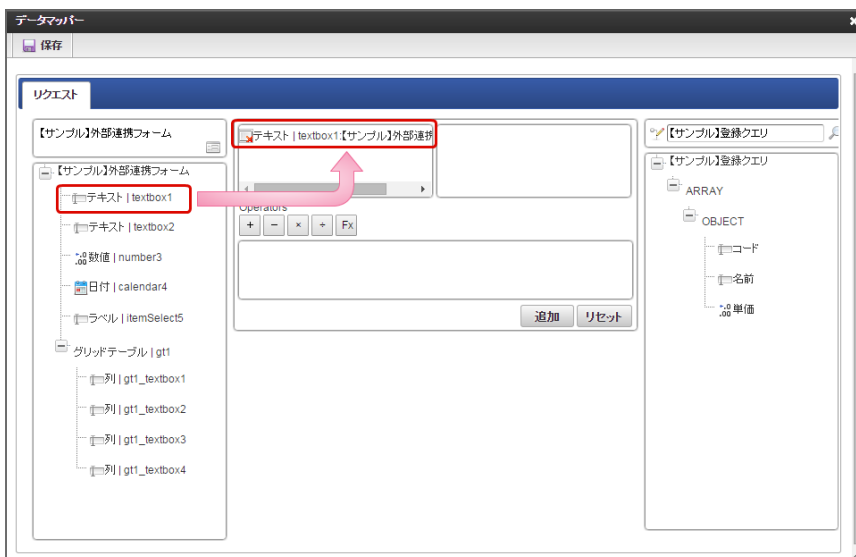 データマッパー
保存
リクエスト
【サンプル】外部連携フォーム
【サンプル】外部連携フォーム
テキスト | textbox1
テキスト | textbox2
数値 | number3
日付 | calendar4
ラベル | itemSelect5
グリッドテーブル | gt1
列 | gt1_textbox1
列 | gt1_textbox2
列 | gt1_textbox3
列 | gt1_textbox4
テキスト | textbox1:【サンプル】外部連携
Operators
+ − × ÷ Fx
追加 リセット
【サンプル】登録クエリ
【サンプル】登録クエリ
ARRAY
OBJECT
コード
名前
単価